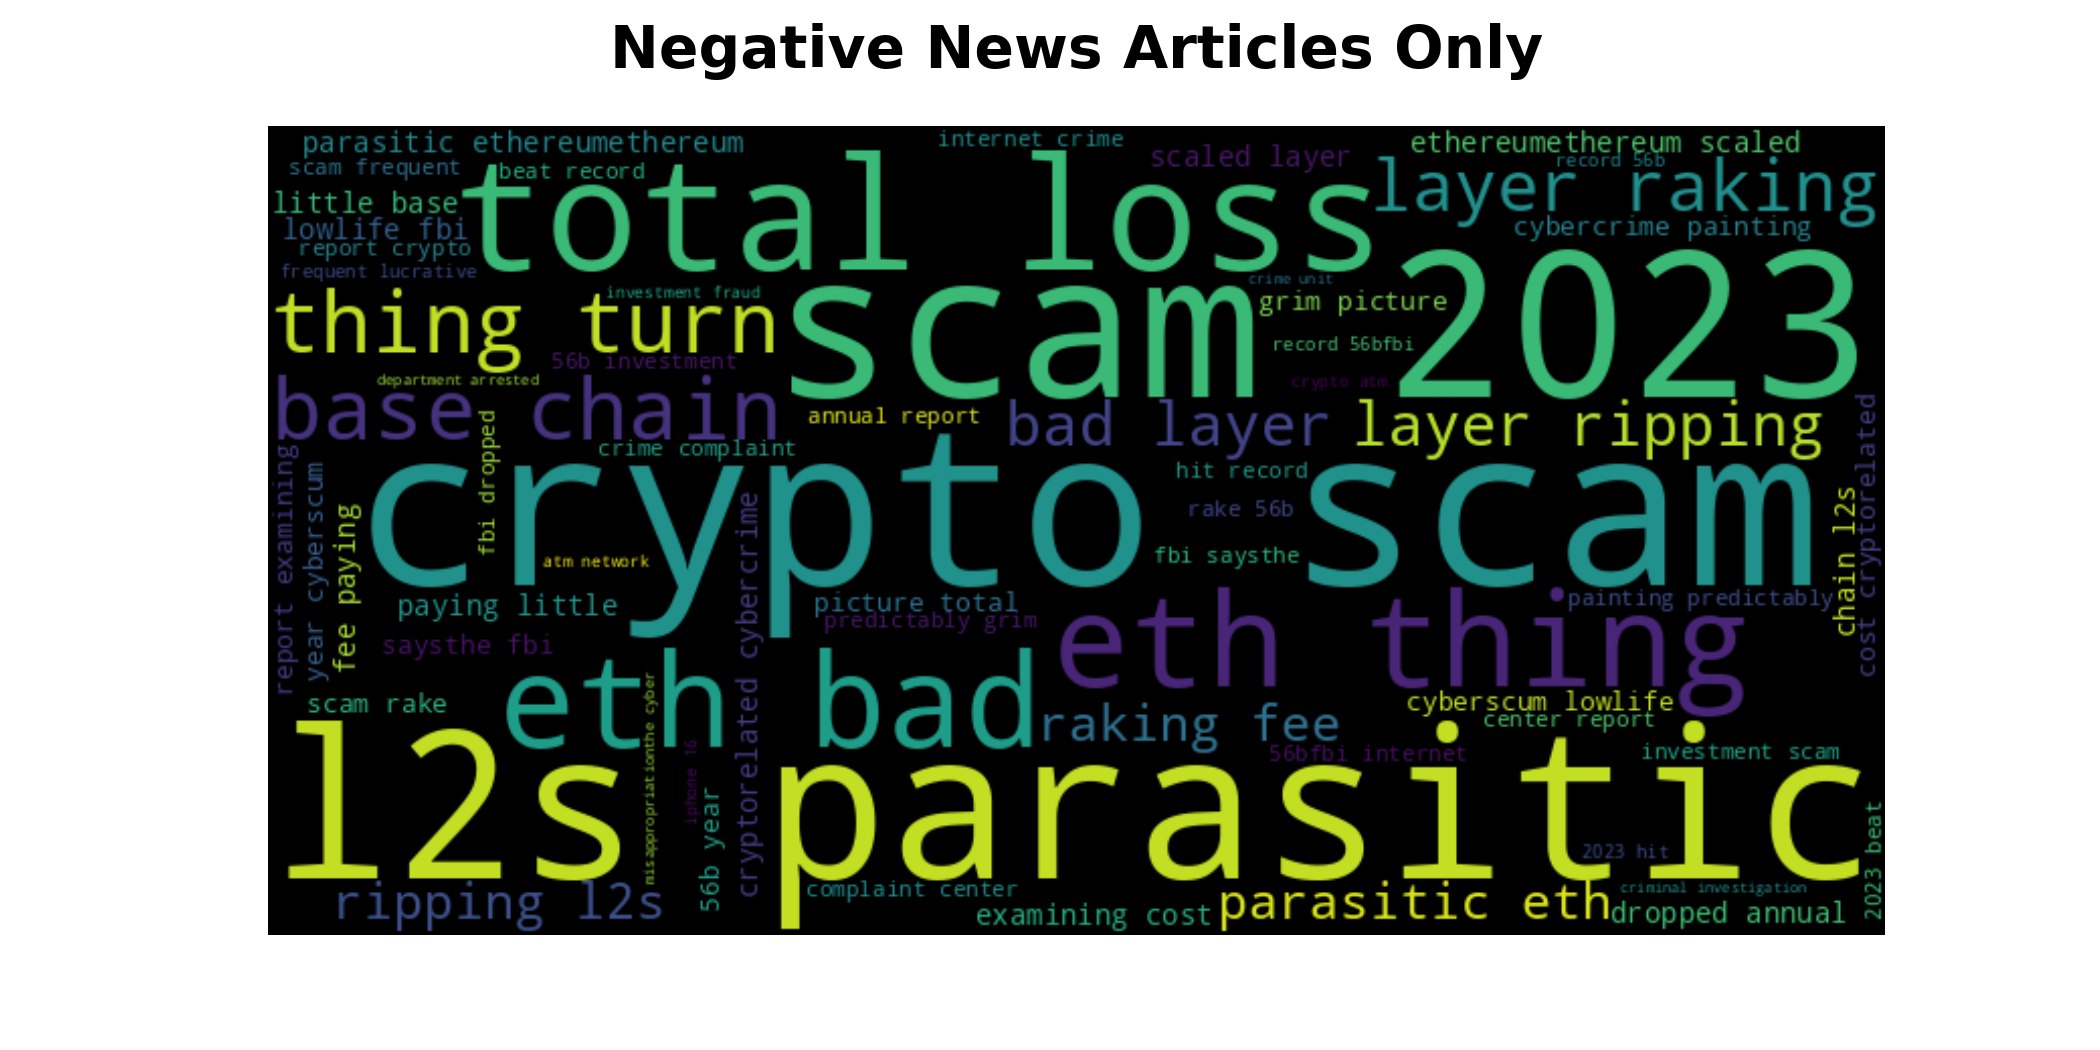 Negative News Articles Only
parasitic ethereumethereum
internet crime
ethereumethereum scaled
scam frequent
beat record
scaled layer
record 56b
layer raking
little base
total loss
lowlife fbi
cybercrime painting
report crypto
frequent lucrative
crime unit
2023
investment fraud
thing turn
scam
grim picture
record 56bfbi
56b investment
department arrested
crypto atm
base chain
annual report
bad layer
layer ripping
crime complaint
fbi dropped
hit record
report examining
year cyberscum
fee paying
crypto scam
rake 56b
chain l2s
cost cryptorelated
atm network
fbi saysthe
paying little
picture total
predictably grim
painting predictably
saysthe fbi
cryptorelated cybercrime
eth thing
scam rake
eth bad
cyberscum lowlife
raking fee
center report
misappropriationthe cyber
iphone 16
56bfbi internet
investment scam
l2s
parasitic
56b year
2023 beat
2023 hit
ripping l2s
complaint center
examining cost
parasitic eth
criminal investigation
dropped annual